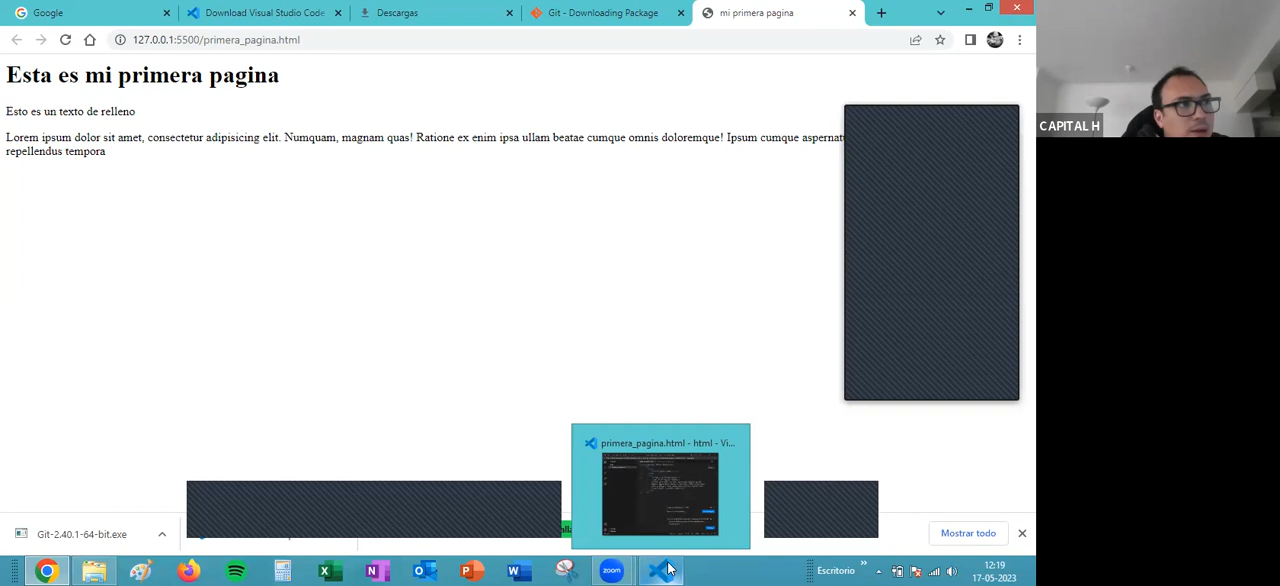 Google
Download Visual Studio Code
Descargas
Git - Downloading Package
mi primera pagina
127.0.0.1:5500/primera_pagina.html
Esta es mi primera pagina
Esto es un texto de relleno
Lorem ipsum dolor sit amet, consectetur adipisicing elit. Numquam, magnam quas! Ratione ex enim ipsa ullam beatae cumque omnis doloremque! Ipsum cumque aspernatu
repellendus tempora
CAPITAL H
primera_pagina.html - html - Vi...
Git-2.40.1-64-bit.exe
Mostrar todo
zoom
Escritorio
12:19
17-05-2023